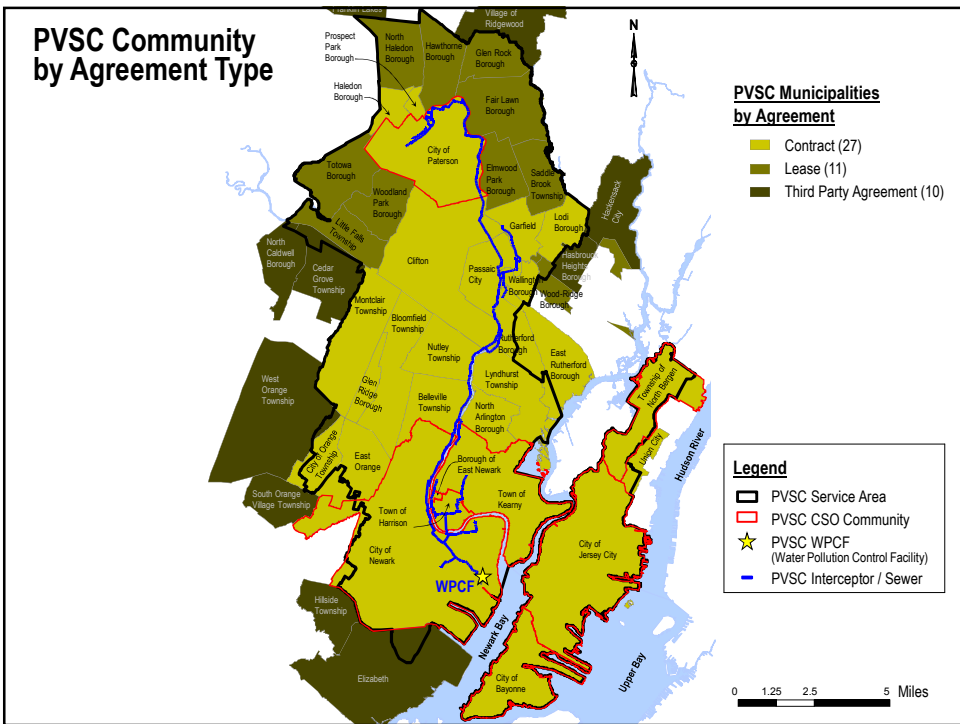 PVSC Community
by Agreement Type
Franklin Lakes
Village of
Ridgewood
Prospect
Park
Borough
North
Haledon
Borough
Hawthorne
Borough
Glen Rock
Borough
N
Haledon
Borough
Fair Lawn
Borough
City of
Paterson
Totowa
Borough
Woodland
Park
Borough
Elmwood
Park
Borough
Saddle
Brook
Township
Little Falls
Township
Garfield
Lodi
Borough
Hackensack
City
North
Caldwell
Borough
Cedar
Grove
Township
Clifton
Passaic
City
Wallington
Borough
Hasbrouck
Heights
Borough
Wood-Ridge
Borough
Montclair
Township
Bloomfield
Township
Nutley
Township
Rutherford
Borough
East
Rutherford
Borough
Lyndhurst
Township
West
Orange
Township
Glen
Ridge
Borough
Belleville
Township
North
Arlington
Borough
City of Orange
Township
East
Orange
Borough of
East Newark
South Orange
Village Township
Town of
Harrison
Town of
Kearny
City of
Newark
WPCF
Hillside
Township
Elizabeth
Newark Bay
City of
Bayonne
City of
Jersey City
Union City
Township of
North Bergen
Hudson River
Upper Bay
PVSC Municipalities
by Agreement
Contract (27)
Lease (11)
Third Party Agreement (10)
Legend
PVSC Service Area
PVSC CSO Community
PVSC WPCF
(Water Pollution Control Facility)
PVSC Interceptor / Sewer
0 1.25 2.5 5 Miles